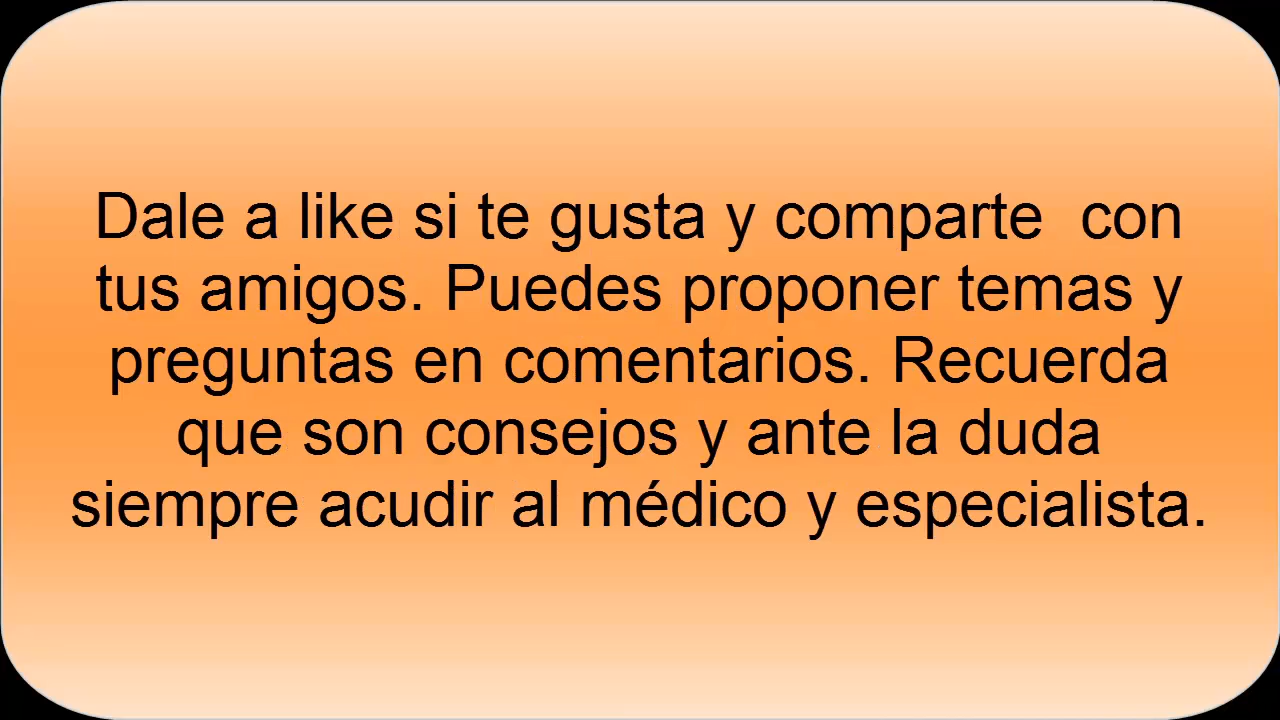 Dale a like si te gusta y comparte  con
tus amigos. Puedes proponer temas y
preguntas en comentarios. Recuerda
que son consejos y ante la duda
siempre acudir al médico y especialista.